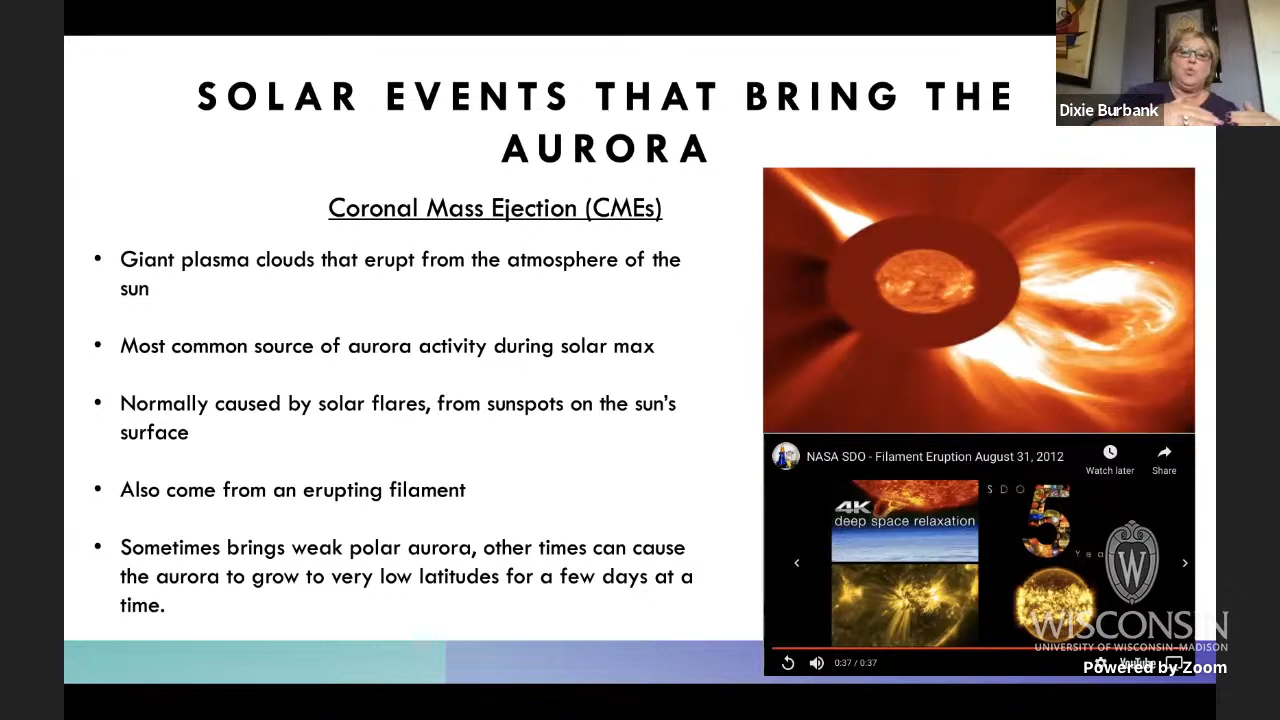 SOLAR EVENTS THAT BRING THE
AURORA
Dixie Burbank
Coronal Mass Ejection (CMEs)
• Giant plasma clouds that erupt from the atmosphere of the
sun
• Most common source of aurora activity during solar max
• Normally caused by solar flares, from sunspots on the sun's
surface
• Also come from an erupting filament
• Sometimes brings weak polar aurora, other times can cause
the aurora to grow to very low latitudes for a few days at a
time.
NASA SDO - Filament Eruption August 31, 2012
Watch later
Share
4K
deep space relaxation
SDO
5
Yea
W
WISCONSIN
UNIVERSITY OF WISCONSIN-MADISON
0:37 / 0:37
YouTube
Powered by Zoom